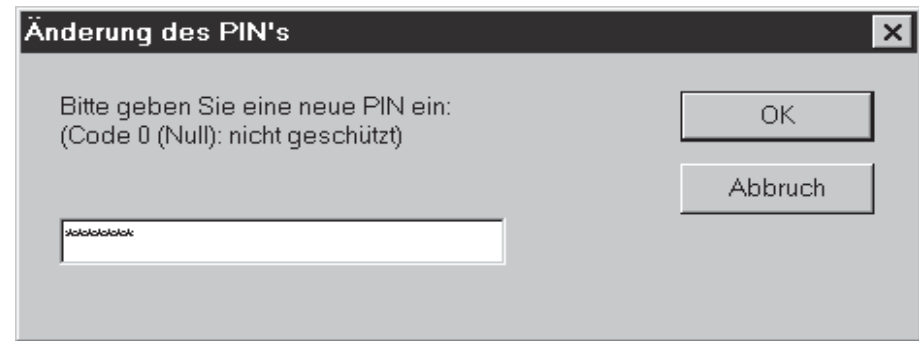 Änderung des PIN's
Bitte geben Sie eine neue PIN ein:
(Code 0 (Null): nicht geschützt)
OK
Abbruch
*******